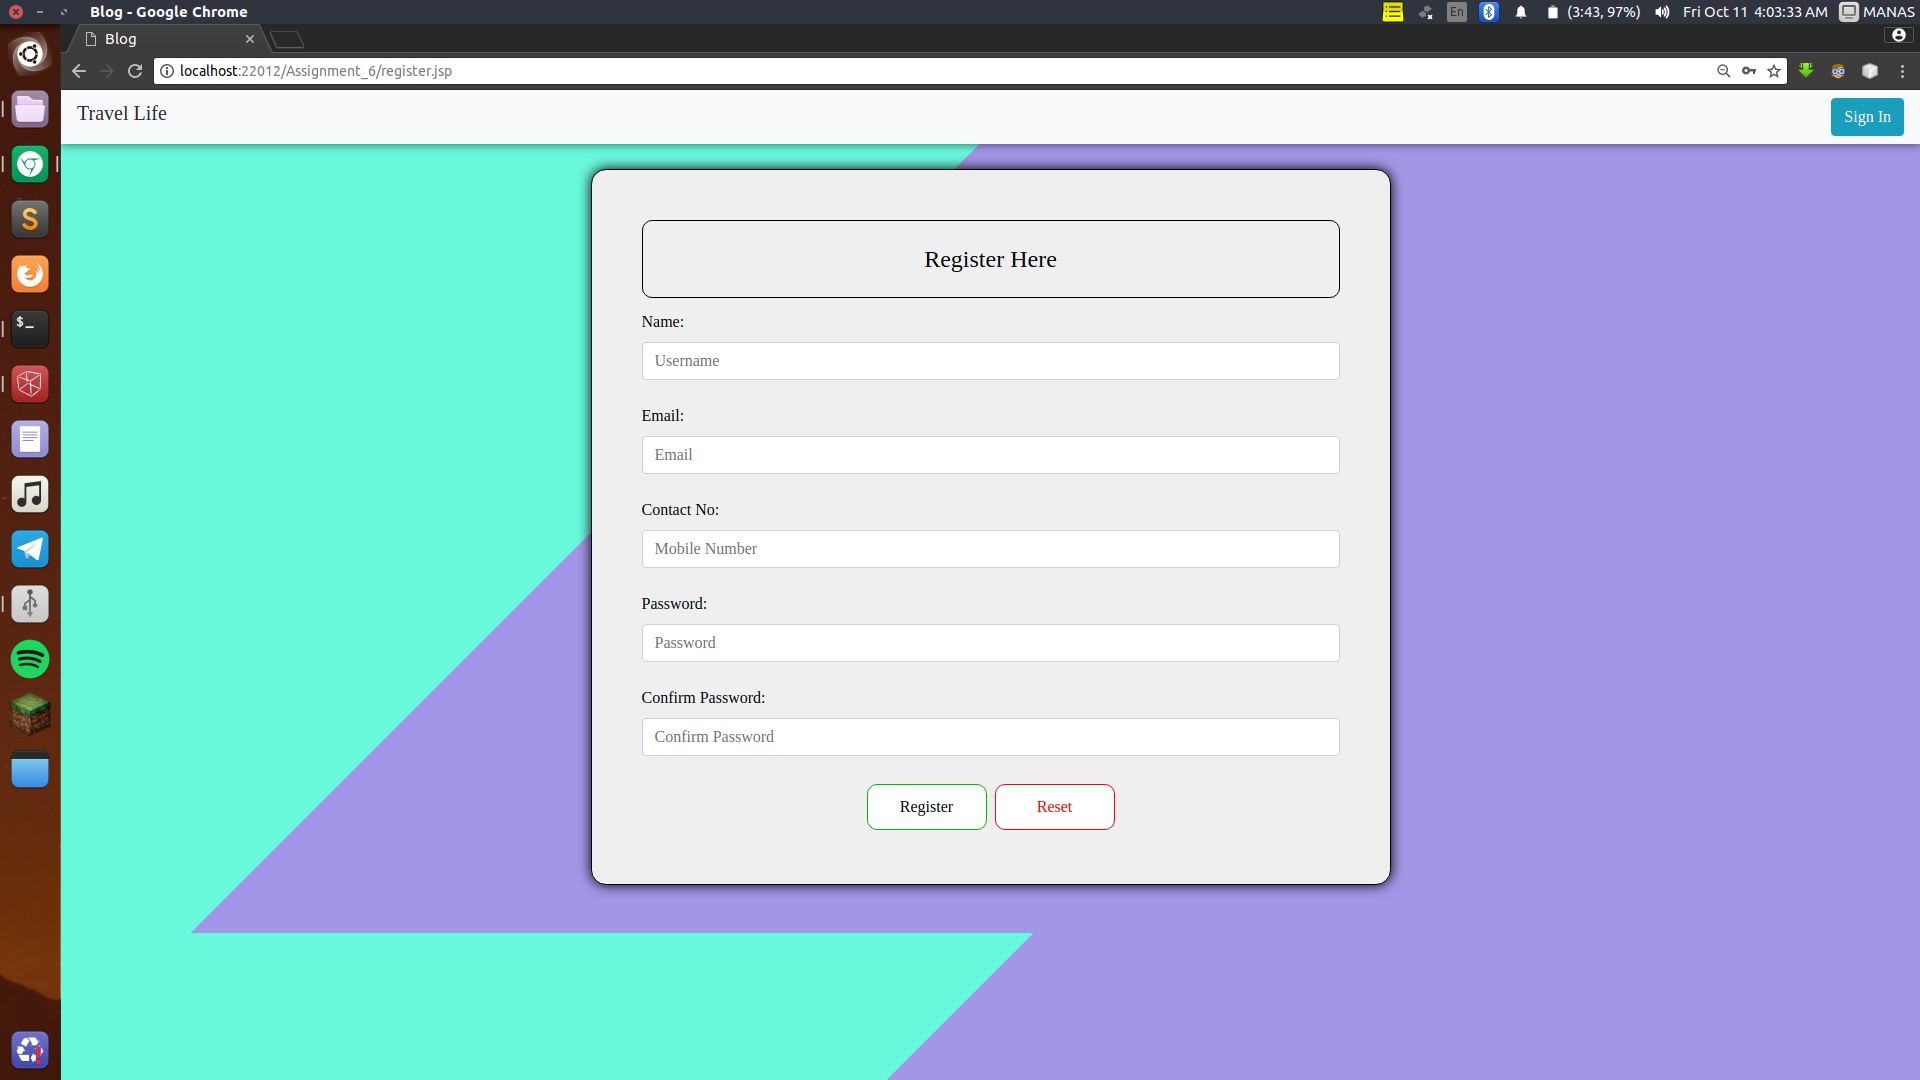 Blog - Google Chrome
En
(3:43, 97%)
Fri Oct 11 4:03:33 AM
MANAS
Blog
localhost:22012/Assignment_6/register.jsp
Travel Life
Sign In
Register Here
Name:
Username
Email:
Email
Contact No:
Mobile Number
Password:
Password
Confirm Password:
Confirm Password
Register
Reset
S
$_